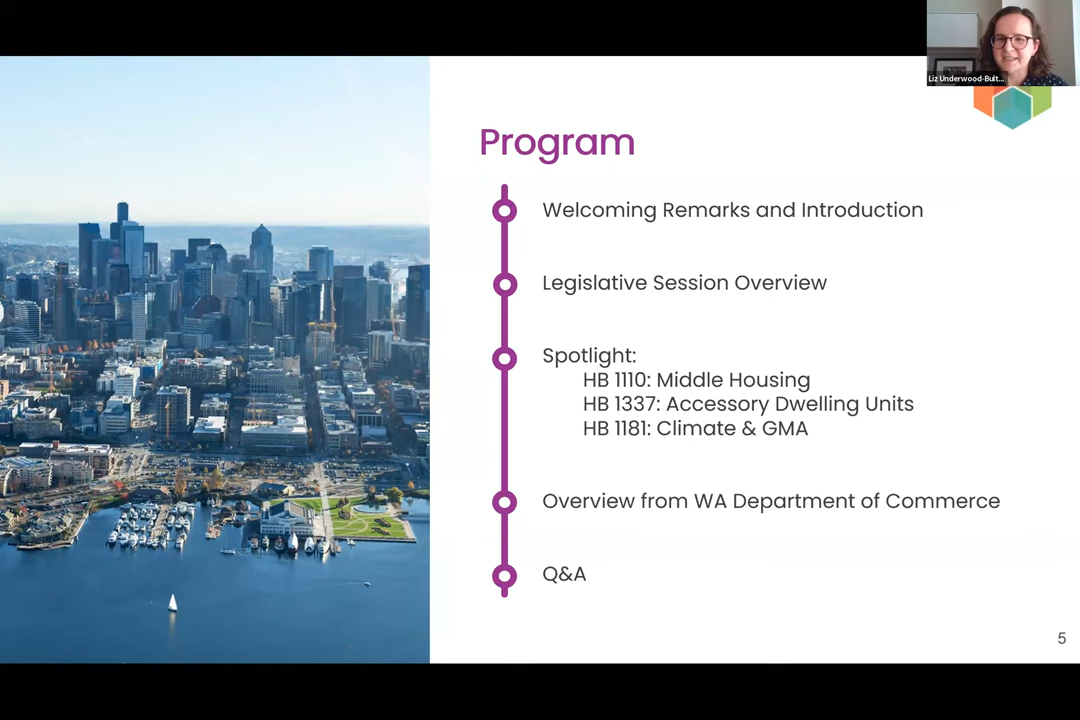 Liz Underwood-Bult...
Program
Welcoming Remarks and Introduction
Legislative Session Overview
Spotlight:
HB 1110: Middle Housing
HB 1337: Accessory Dwelling Units
HB 1181: Climate & GMA
Overview from WA Department of Commerce
Q&A
5